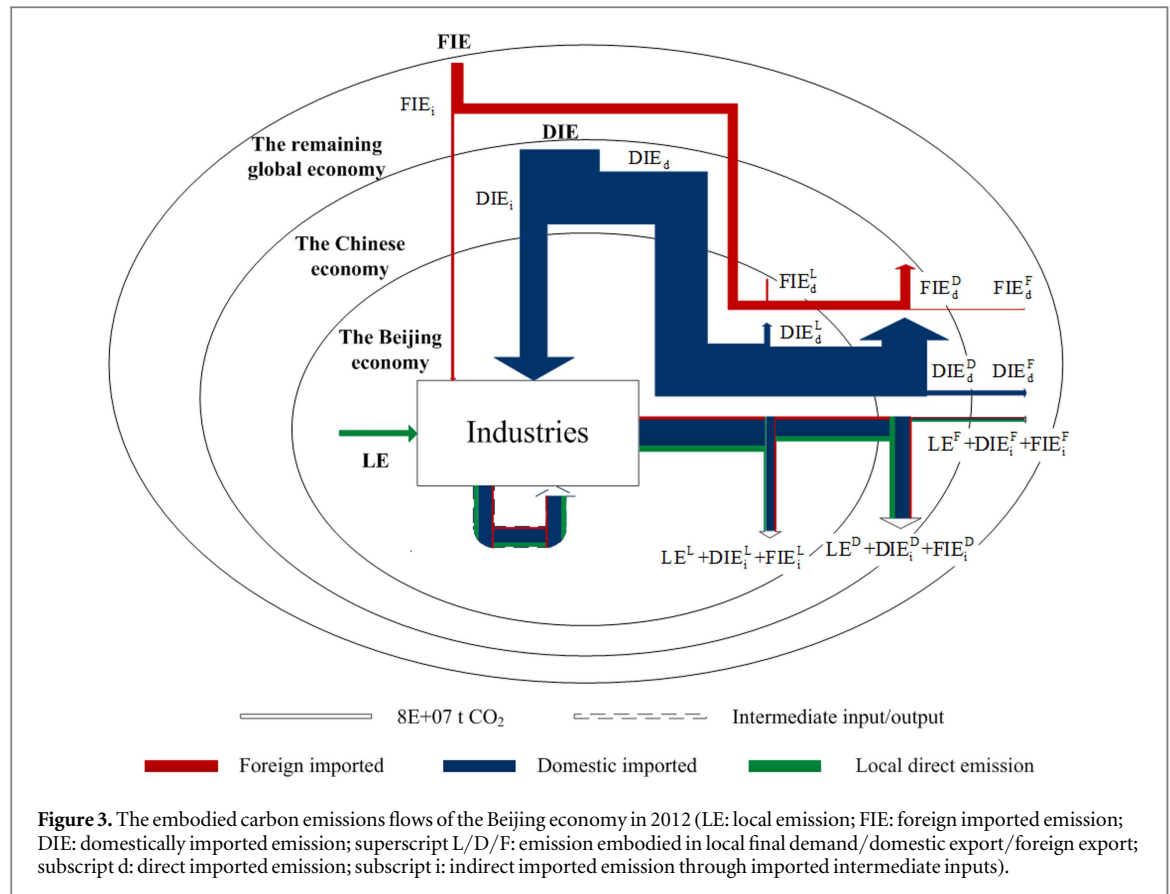 FIE
FIEᵢ
The remaining
global economy
DIE
DIE_d
DIEᵢ
The Chinese
economy
FIE_d^L
FIE_d^D
FIE_d^F
The Beijing
economy
DIE_d^L
DIE_d^D
DIE_d^F
Industries
LE
LE^F+DIE_i^F+FIE_i^F
LE^L+DIE_i^L+FIE_i^L
LE^D+DIE_i^D+FIE_i^D
8E+07 t CO₂
Intermediate input/output
Foreign imported
Domestic imported
Local direct emission
Figure 3. The embodied carbon emissions flows of the Beijing economy in 2012 (LE: local emission; FIE: foreign imported emission;
DIE: domestically imported emission; superscript L/D/F: emission embodied in local final demand/domestic export/foreign export;
subscript d: direct imported emission; subscript i: indirect imported emission through imported intermediate inputs).